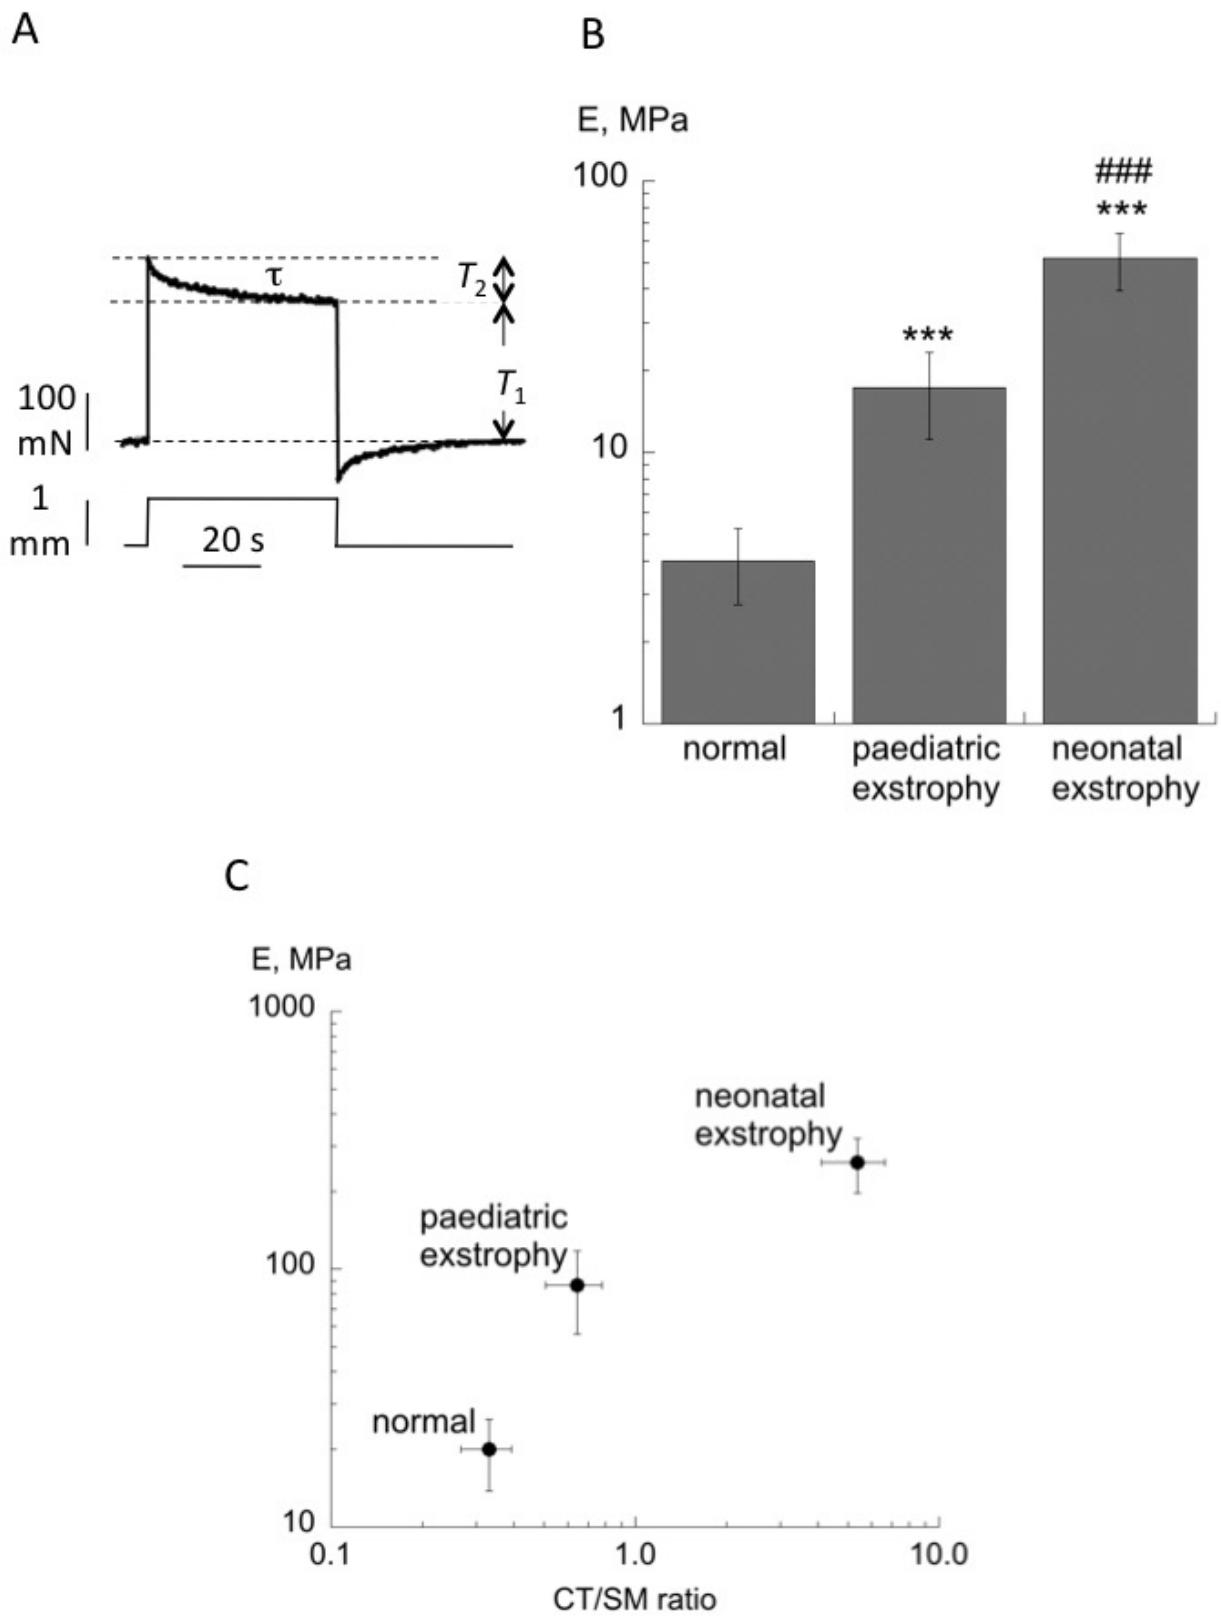 A
τ
T2
T1
100
mN
1
mm
20 s
B
E, MPa
100
10
1
###
***
***
normal
paediatric
exstrophy
neonatal
exstrophy
C
E, MPa
1000
100
10
neonatal
exstrophy
paediatric
exstrophy
normal
0.1
1.0
10.0
CT/SM ratio